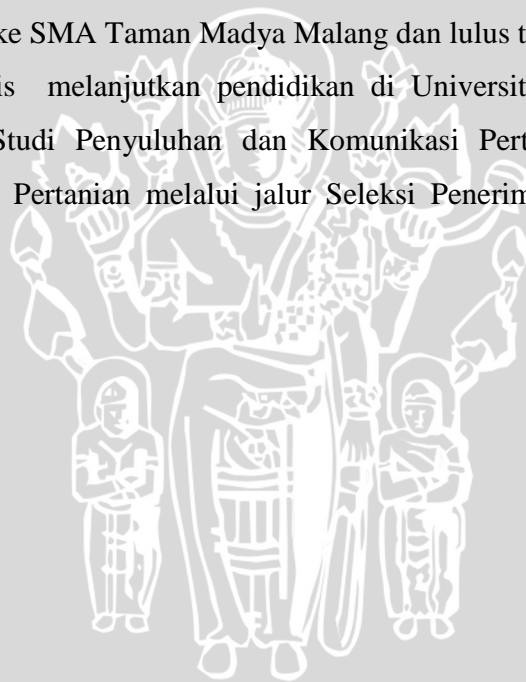 ke SMA Taman Madya Malang dan lulus t
is melanjutkan pendidikan di Universit
Studi Penyuluhan dan Komunikasi Pert
Pertanian melalui jalur Seleksi Penerim